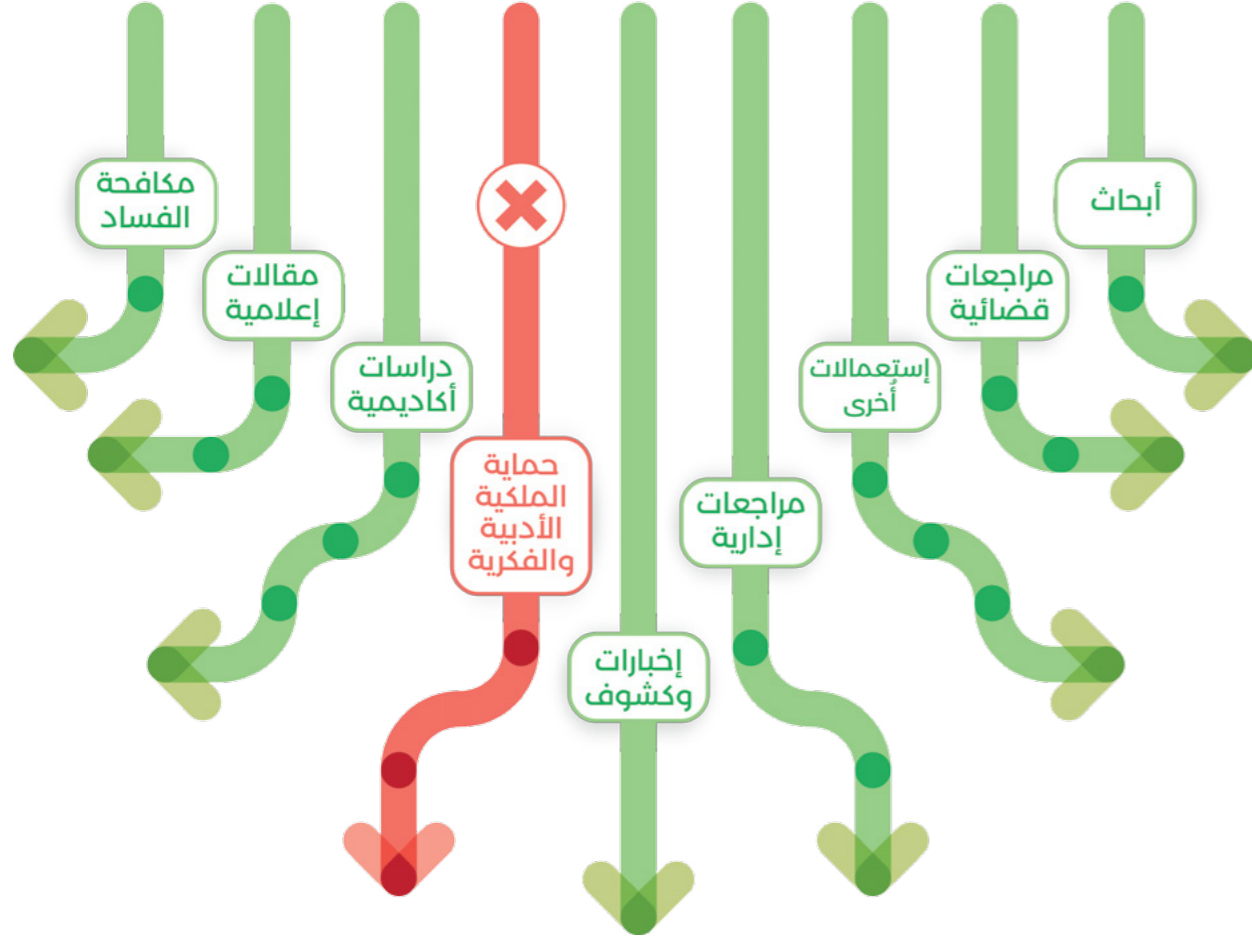 أبحاث
مراجعات
قضائية
إستعمالات
أُخرى
مراجعات
إدارية
إخبارات
وكشوف
حماية
الملكية
الأدبية
والفكرية
دراسات
أكاديمية
مقالات
إعلامية
مكافحة
الفساد